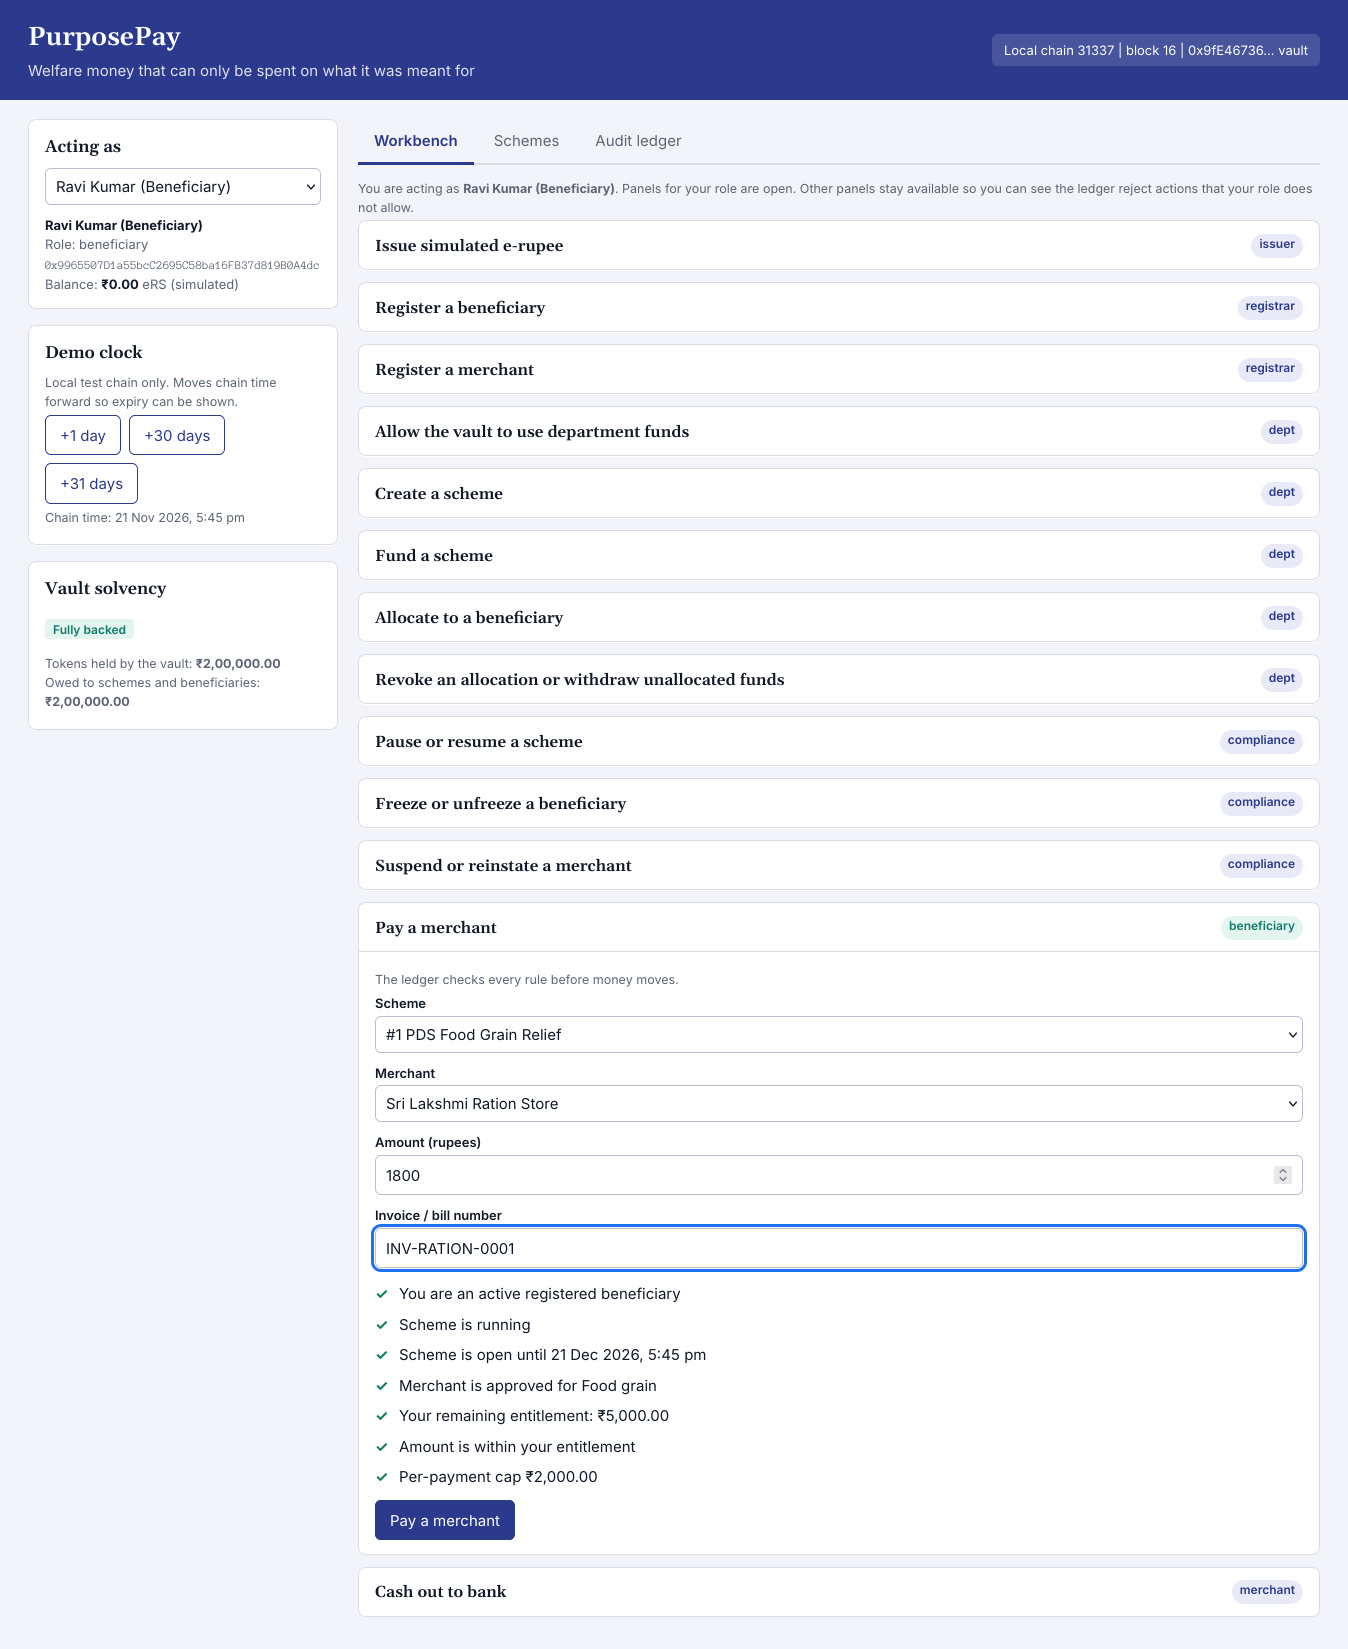 PurposePay
Welfare money that can only be spent on what it was meant for
Local chain 31337 | block 16 | 0x9fE46736... vault
Acting as
Ravi Kumar (Beneficiary)
Ravi Kumar (Beneficiary)
Role: beneficiary
0x9965507D1a55bcC2695C58ba16FB37d819B0A4dc
Balance: ₹0.00 eRS (simulated)
Demo clock
Local test chain only. Moves chain time
forward so expiry can be shown.
+1 day
+30 days
+31 days
Chain time: 21 Nov 2026, 5:45 pm
Vault solvency
Fully backed
Tokens held by the vault: ₹2,00,000.00
Owed to schemes and beneficiaries:
₹2,00,000.00
Workbench
Schemes
Audit ledger
You are acting as Ravi Kumar (Beneficiary). Panels for your role are open. Other panels stay available so you can see the ledger reject actions that your role does
not allow.
Issue simulated e-rupee
issuer
Register a beneficiary
registrar
Register a merchant
registrar
Allow the vault to use department funds
dept
Create a scheme
dept
Fund a scheme
dept
Allocate to a beneficiary
dept
Revoke an allocation or withdraw unallocated funds
dept
Pause or resume a scheme
compliance
Freeze or unfreeze a beneficiary
compliance
Suspend or reinstate a merchant
compliance
Pay a merchant
beneficiary
The ledger checks every rule before money moves.
Scheme
#1 PDS Food Grain Relief
Merchant
Sri Lakshmi Ration Store
Amount (rupees)
1800
Invoice / bill number
INV-RATION-0001
✓ You are an active registered beneficiary
✓ Scheme is running
✓ Scheme is open until 21 Dec 2026, 5:45 pm
✓ Merchant is approved for Food grain
✓ Your remaining entitlement: ₹5,000.00
✓ Amount is within your entitlement
✓ Per-payment cap ₹2,000.00
Pay a merchant
Cash out to bank
merchant